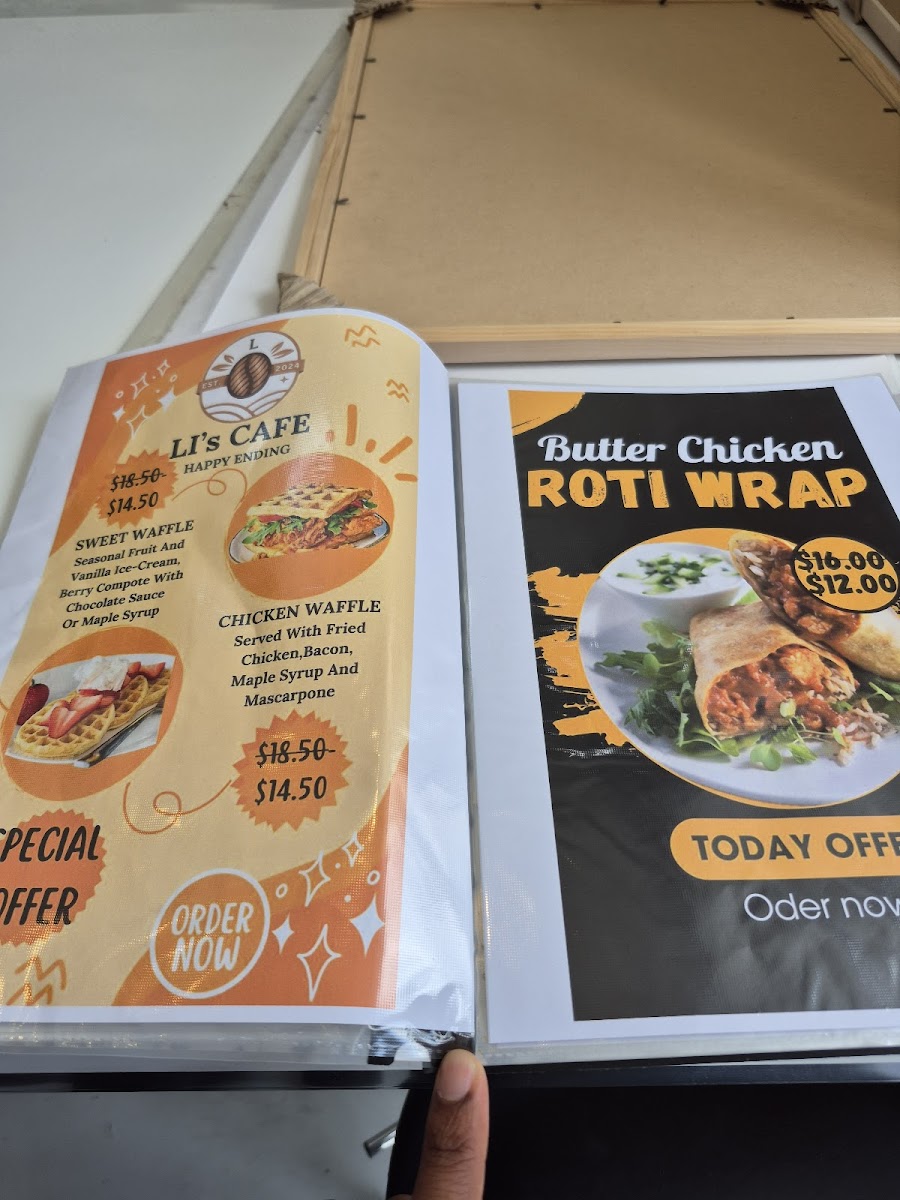 L
EST 2024
LI's CAFE
HAPPY ENDING
$18.50
$14.50
SWEET WAFFLE
Seasonal Fruit And
Vanilla Ice-Cream,
Berry Compote With
Chocolate Sauce
Or Maple Syrup
CHICKEN WAFFLE
Served With Fried
Chicken,Bacon,
Maple Syrup And
Mascarpone
$18.50
$14.50
SPECIAL
OFFER
ORDER
NOW
Butter Chicken
ROTI WRAP
$16.00
$12.00
TODAY OFFE
Oder now